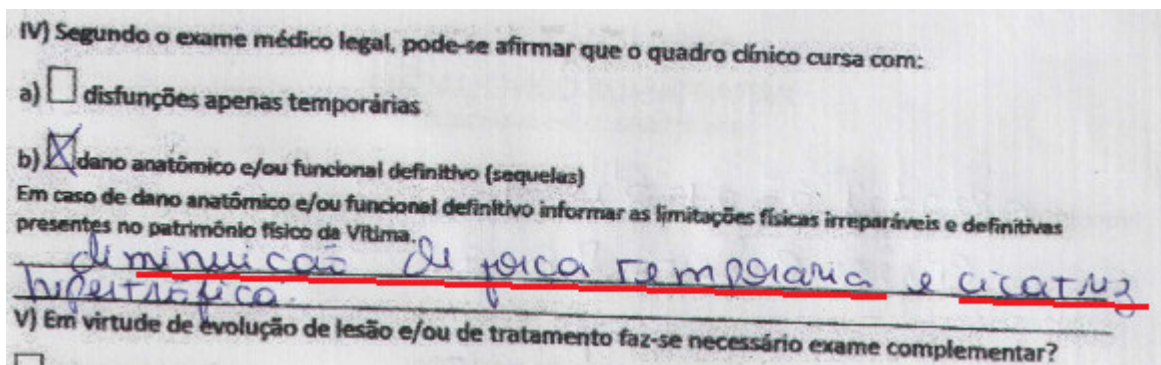 IV) Segundo o exame médico legal, pode-se afirmar que o quadro clínico cursa com:
a) disfunções apenas temporárias
b) X dano anatômico e/ou funcional definitivo (sequelas)
Em caso de dano anatômico e/ou funcional definitivo informar as limitações físicas irreparáveis e definitivas
presentes no patrimônio físico da Vítima.
diminuicão de força temporaria e cicatriz
hipertrófica.
V) Em virtude de evolução de lesão e/ou de tratamento faz-se necessário exame complementar?